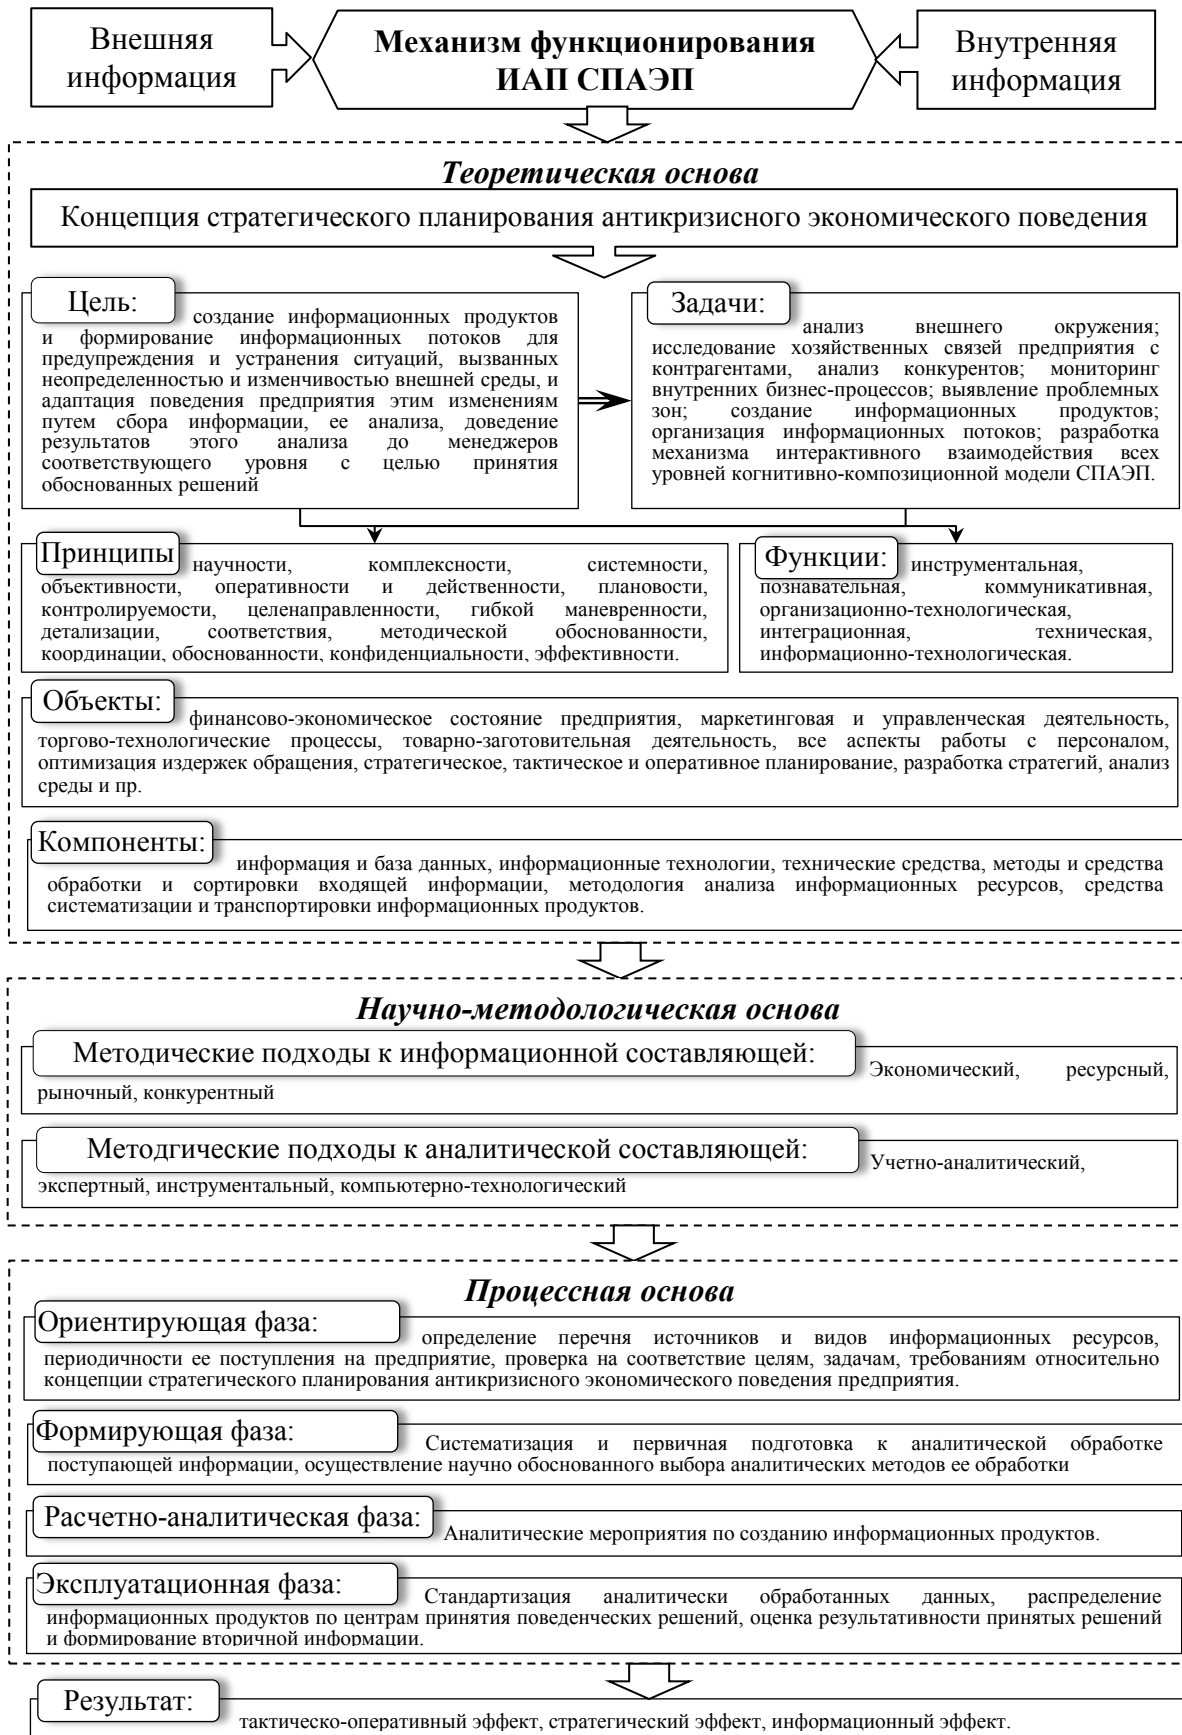 Внешняя
информация
Механизм функционирования
ИАП СПАЭП
Внутренняя
информация
Теоретическая основа
Концепция стратегического планирования антикризисного экономического поведения
Цель:
создание информационных продуктов
и формирование информационных потоков для
предупреждения и устранения ситуаций, вызванных
неопределенностью и изменчивостью внешней среды, и
адаптация поведения предприятия этим изменениям
путем сбора информации, ее анализа, доведение
результатов этого анализа до менеджеров
соответствующего уровня с целью принятия
обоснованных решений
Задачи:
анализ внешнего окружения;
исследование хозяйственных связей предприятия с
контрагентами, анализ конкурентов; мониторинг
внутренних бизнес-процессов; выявление проблемных
зон; создание информационных продуктов;
организация информационных потоков; разработка
механизма интерактивного взаимодействия всех
уровней когнитивно-композиционной модели СПАЭП.
Принципы
научности, комплексности, системности,
объективности, оперативности и действенности, плановости,
контролируемости, целенаправленности, гибкой маневренности,
детализации, соответствия, методической обоснованности,
координации, обоснованности, конфиденциальности, эффективности.
Функции:
инструментальная,
познавательная, коммуникативная,
организационно-технологическая,
интеграционная, техническая,
информационно-технологическая.
Объекты:
финансово-экономическое состояние предприятия, маркетинговая и управленческая деятельность,
торгово-технологические процессы, товарно-заготовительная деятельность, все аспекты работы с персоналом,
оптимизация издержек обращения, стратегическое, тактическое и оперативное планирование, разработка стратегий, анализ
среды и пр.
Компоненты:
информация и база данных, информационные технологии, технические средства, методы и средства
обработки и сортировки входящей информации, методология анализа информационных ресурсов, средства
систематизации и транспортировки информационных продуктов.
Научно-методологическая основа
Методические подходы к информационной составляющей:
Экономический, ресурсный,
рыночный, конкурентный
Методгические подходы к аналитической составляющей:
Учетно-аналитический,
экспертный, инструментальный, компьютерно-технологический
Процессная основа
Ориентирующая фаза:
определение перечня источников и видов информационных ресурсов,
периодичности ее поступления на предприятие, проверка на соответствие целям, задачам, требованиям относительно
концепции стратегического планирования антикризисного экономического поведения предприятия.
Формирующая фаза:
Систематизация и первичная подготовка к аналитической обработке
поступающей информации, осуществление научно обоснованного выбора аналитических методов ее обработки
Расчетно-аналитическая фаза:
Аналитические мероприятия по созданию информационных продуктов.
Эксплуатационная фаза:
Стандартизация аналитически обработанных данных, распределение
информационных продуктов по центрам принятия поведенческих решений, оценка результативности принятых решений
и формирование вторичной информации.
Результат:
тактическо-оперативный эффект, стратегический эффект, информационный эффект.